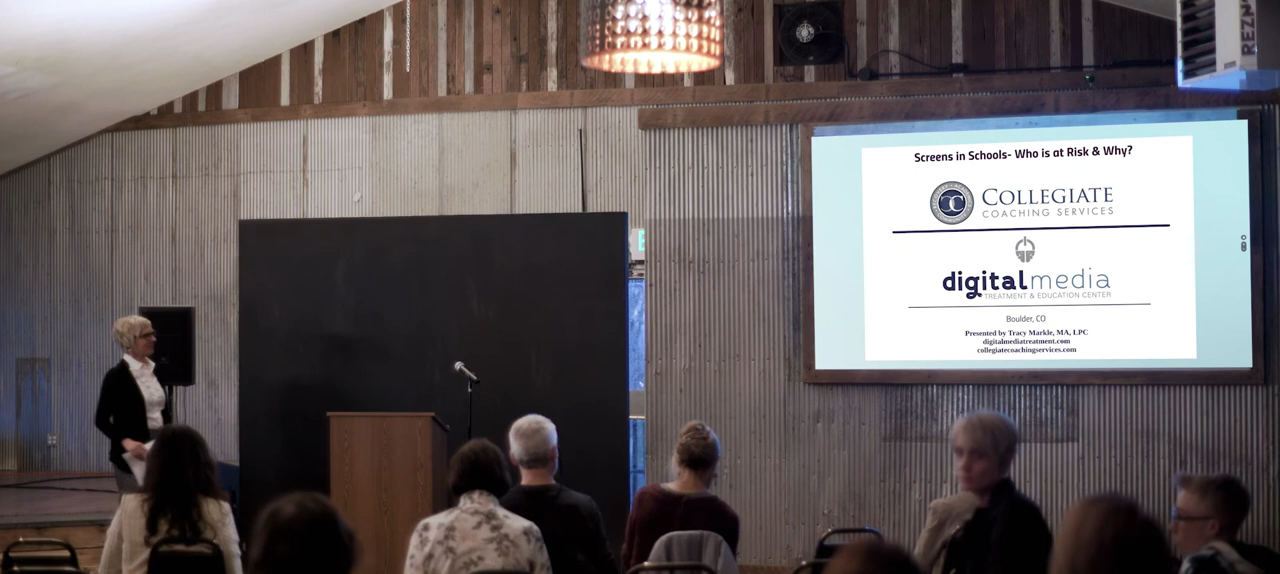 Screens in Schools- Who is at Risk & Why?
COLLEGIATE
COACHING SERVICES
digitalmedia
TREATMENT & EDUCATION CENTER
Boulder, CO
Presented by Tracy Markle, MA, LPC
digitalmediatreatment.com
collegiatecoachingservices.com